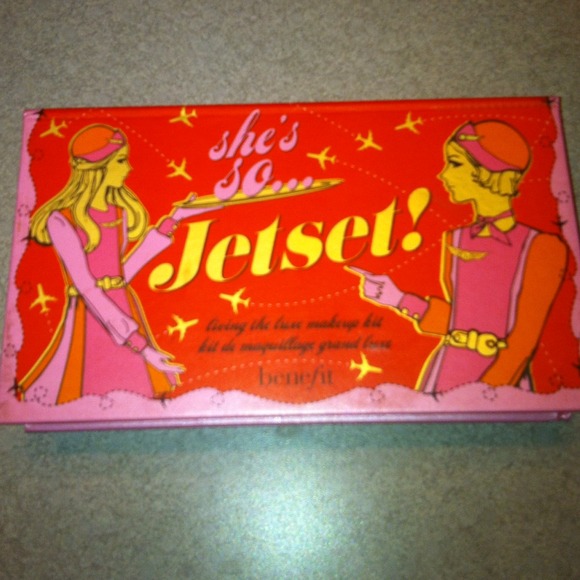 she's
so...
Jetset!
living the luxe makeup kit
kit de maquillage grand luxe
benefit